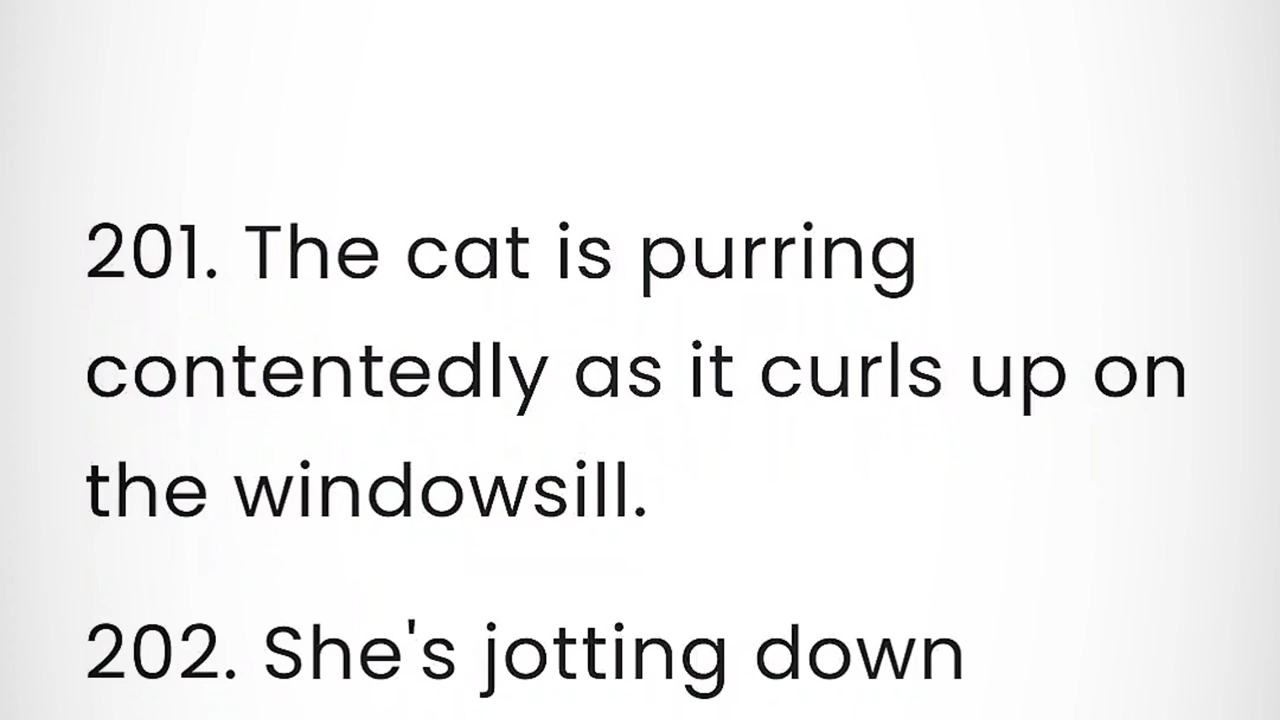 201. The cat is purring
contentedly as it curls up on
the windowsill.
202. She's jotting down